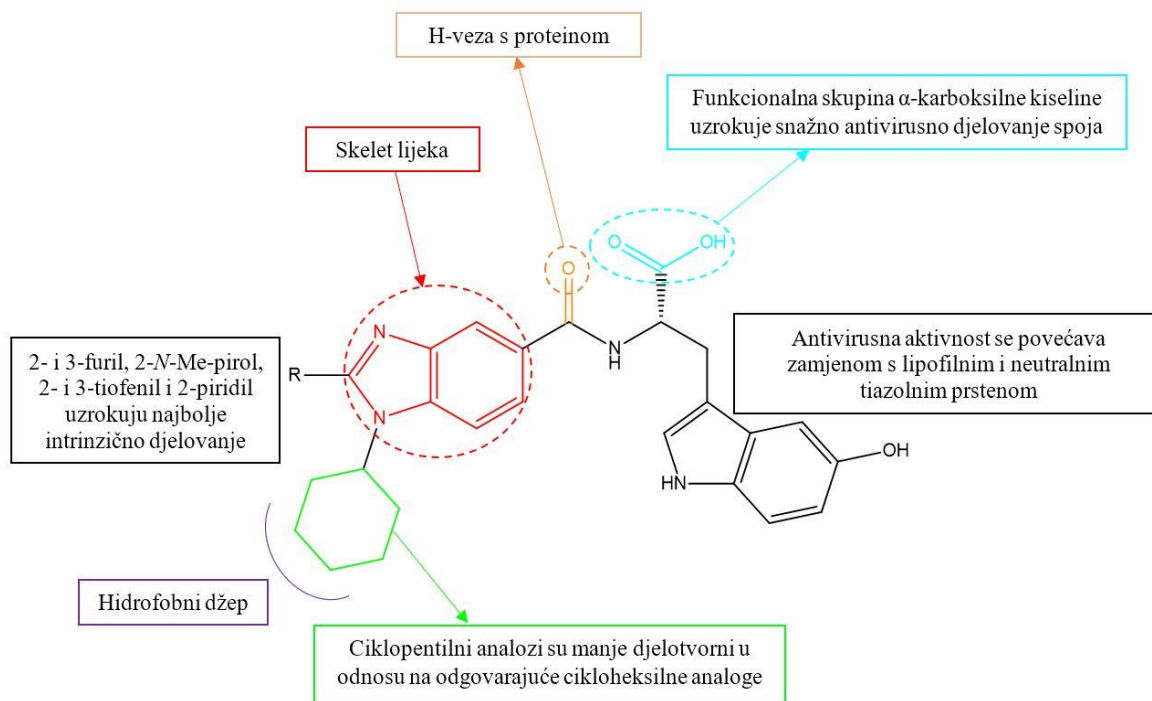 H-veza s proteinom
Funkcionalna skupina α-karboksilne kiseline
uzrokuje snažno antivirusno djelovanje spoja
Skelet lijeka
O
OH
O
N
N
H
R
N
2- i 3-furil, 2-N-Me-pirol,
2- i 3-tiofenil i 2-piridil
uzrokuju najbolje
intrinzično djelovanje
Antivirusna aktivnost se povećava
zamjenom s lipofilnim i neutralnim
tiazolnim prstenom
HN
OH
Hidrofobni džep
Ciklopentilni analozi su manje djelotvorni u
odnosu na odgovarajuće cikloheksilne analoge